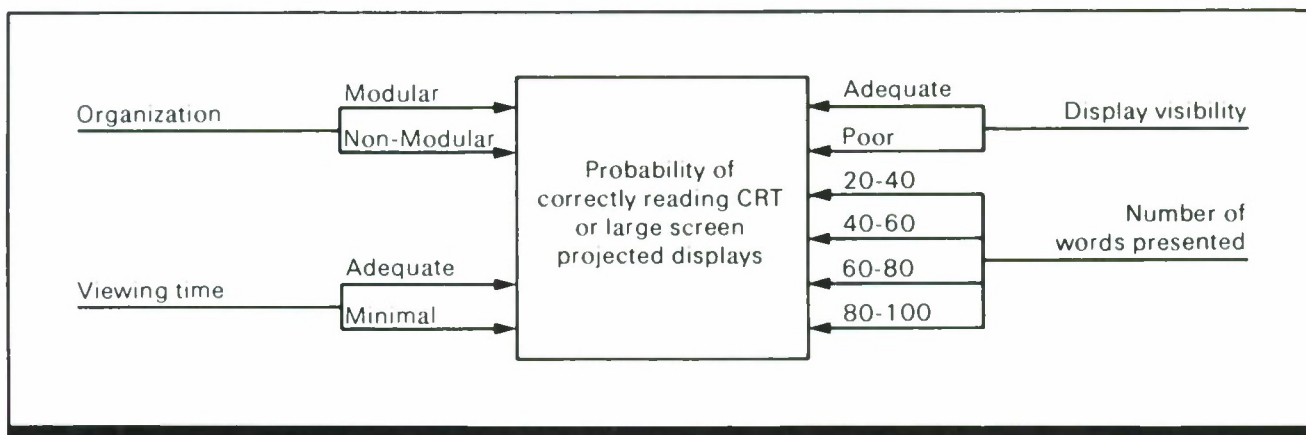 Organization
Modular
Non-Modular
Viewing time
Adequate
Minimal
Probability of
correctly reading CRT
or large screen
projected displays
Adequate
Poor
Display visibility
20-40
40-60
60-80
80-100
Number of
words presented